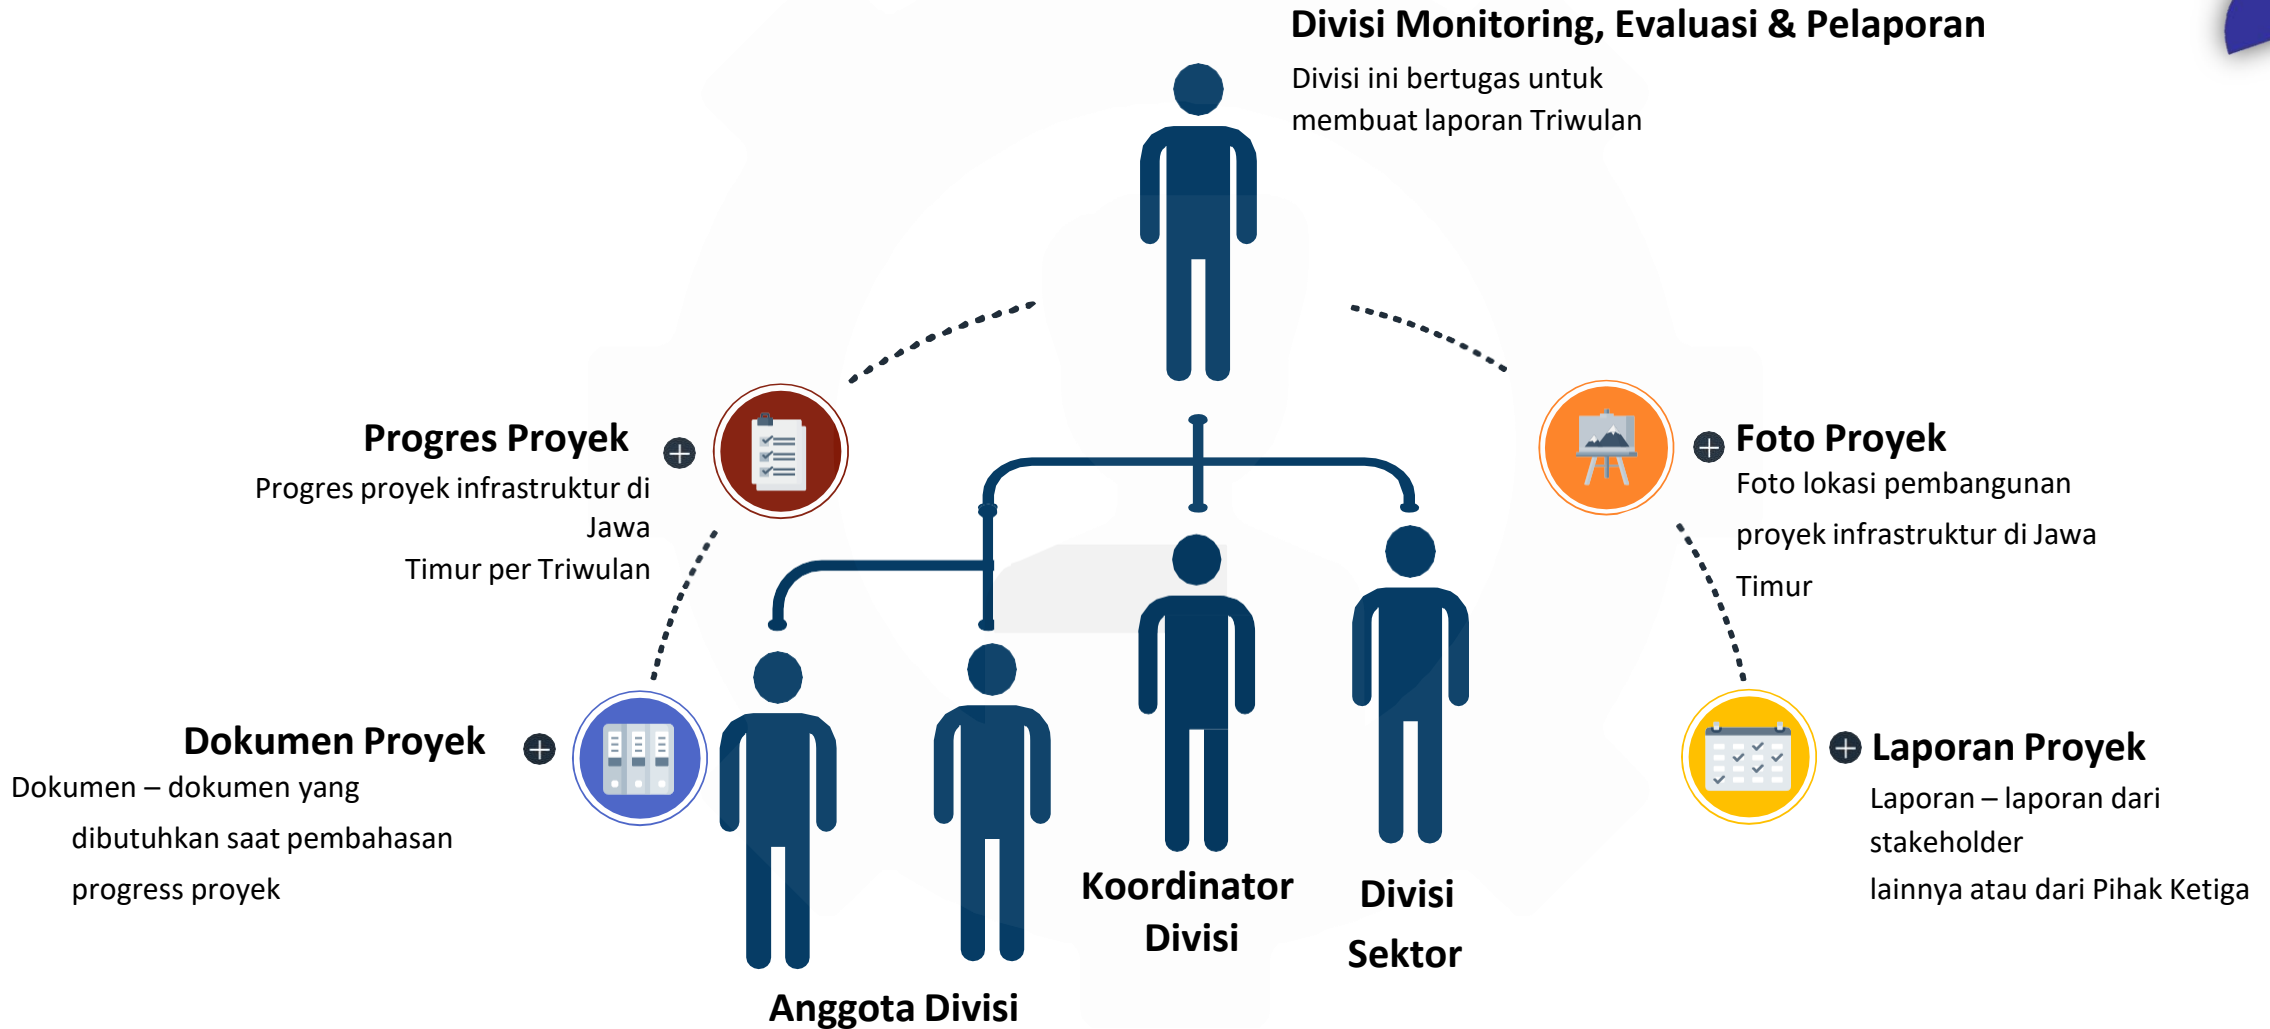 Divisi Monitoring, Evaluasi & Pelaporan
Divisi ini bertugas untuk
membuat laporan Triwulan
Progres Proyek
Progres proyek infrastruktur di
Jawa
Timur per Triwulan
Foto Proyek
Foto lokasi pembangunan
proyek infrastruktur di Jawa
Timur
Dokumen Proyek
Dokumen – dokumen yang
dibutuhkan saat pembahasan
progress proyek
Laporan Proyek
Laporan – laporan dari
stakeholder
lainnya atau dari Pihak Ketiga
Koordinator
Divisi
Divisi
Sektor
Anggota Divisi